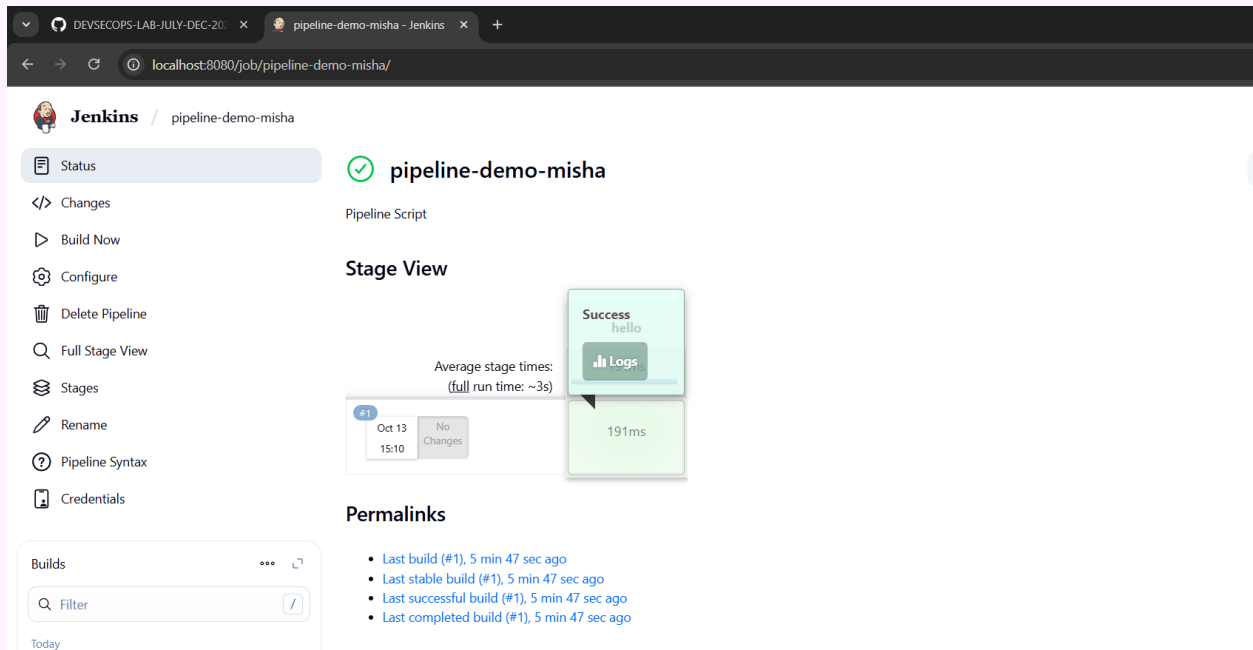 DEVSECOPS-LAB-JULY-DEC-202
pipeline-demo-misha - Jenkins
localhost:8080/job/pipeline-demo-misha/
Jenkins / pipeline-demo-misha
Status
Changes
Build Now
Configure
Delete Pipeline
Full Stage View
Stages
Rename
Pipeline Syntax
Credentials
Builds
Filter /
Today
pipeline-demo-misha
Pipeline Script
Stage View
Success
hello
Logs
Average stage times:
(full run time: ~3s)
#1
Oct 13
15:10
No
Changes
191ms
Permalinks
Last build (#1), 5 min 47 sec ago
Last stable build (#1), 5 min 47 sec ago
Last successful build (#1), 5 min 47 sec ago
Last completed build (#1), 5 min 47 sec ago